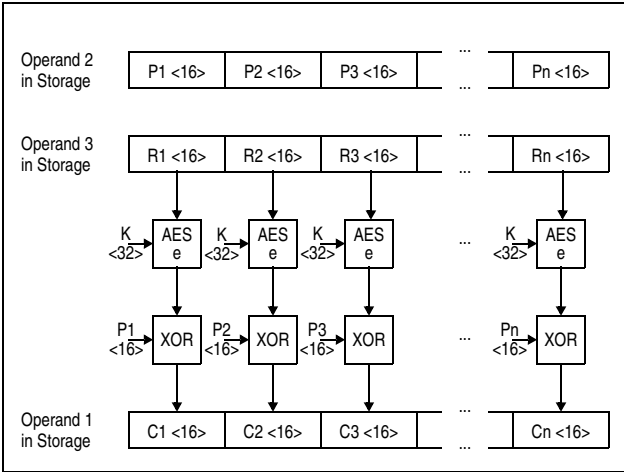 Operand 2
in Storage
P1 <16> P2 <16> P3 <16> ... ... Pn <16>
Operand 3
in Storage
R1 <16> R2 <16> R3 <16> ... ... Rn <16>
K <32> AES e K <32> AES e K <32> AES e ... K <32> AES e
P1 <16> XOR P2 <16> XOR P3 <16> XOR ... Pn <16> XOR
Operand 1
in Storage
C1 <16> C2 <16> C3 <16> ... ... Cn <16>